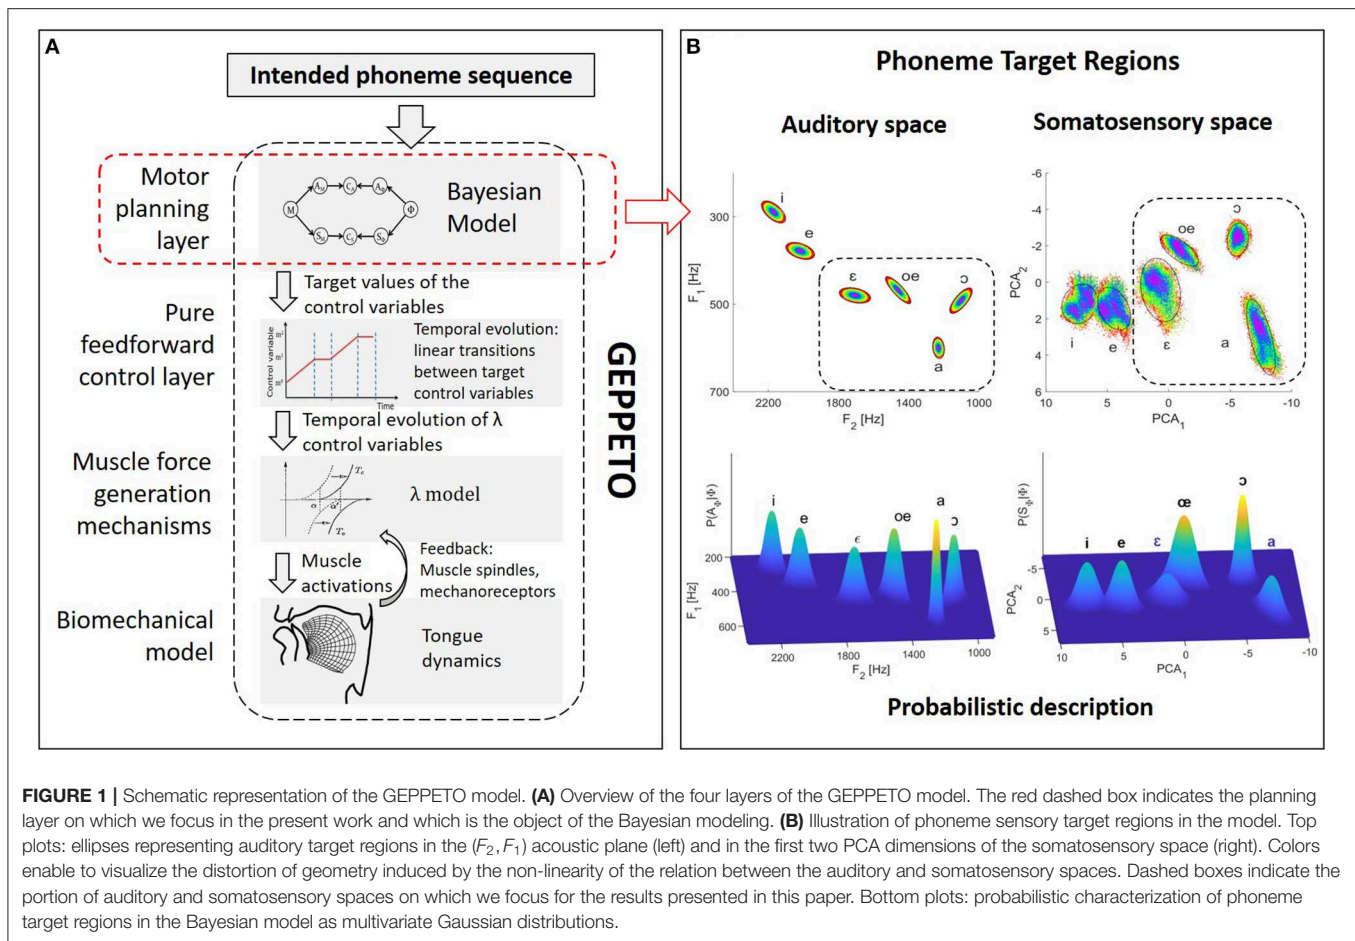 A
Intended phoneme sequence
Motor
planning
layer
M
A_M
C_A
A_Φ
Φ
S_M
C_S
S_Φ
Bayesian
Model
Target values of the
control variables
Pure
feedforward
control layer
Control variable
m²
m¹
m⁰
Time
Temporal evolution:
linear transitions
between target
control variables
Temporal evolution of λ
control variables
Muscle force
generation
mechanisms
α
α'
λ model
Muscle
activations
Feedback:
Muscle spindles,
mechanoreceptors
Biomechanical
model
Tongue
dynamics
GEPPETO
B
Phoneme Target Regions
Auditory space
F₁ [Hz]
300
500
700
2200
1800
1400
1000
F₂ [Hz]
i
e
ɛ
oe
ɔ
a
Somatosensory space
PCA₂
-6
-4
-2
0
2
4
6
10
5
0
-5
-10
PCA₁
i
e
ɛ
oe
ɔ
a
P(A_Φ|Φ)
200
400
600
F₁ [Hz]
2200
1800
1400
1000
F₂ [Hz]
i
e
ϵ
oe
a
ɔ
P(S_Φ|Φ)
-5
0
5
PCA₂
10
5
0
-5
-10
PCA₁
i
e
ɛ
œ
ɔ
a
Probabilistic description
FIGURE 1 | Schematic representation of the GEPPETO model. (A) Overview of the four layers of the GEPPETO model. The red dashed box indicates the planning
layer on which we focus in the present work and which is the object of the Bayesian modeling. (B) Illustration of phoneme sensory target regions in the model. Top
plots: ellipses representing auditory target regions in the (F₂, F₁) acoustic plane (left) and in the first two PCA dimensions of the somatosensory space (right). Colors
enable to visualize the distortion of geometry induced by the non-linearity of the relation between the auditory and somatosensory spaces. Dashed boxes indicate the
portion of auditory and somatosensory spaces on which we focus for the results presented in this paper. Bottom plots: probabilistic characterization of phoneme
target regions in the Bayesian model as multivariate Gaussian distributions.